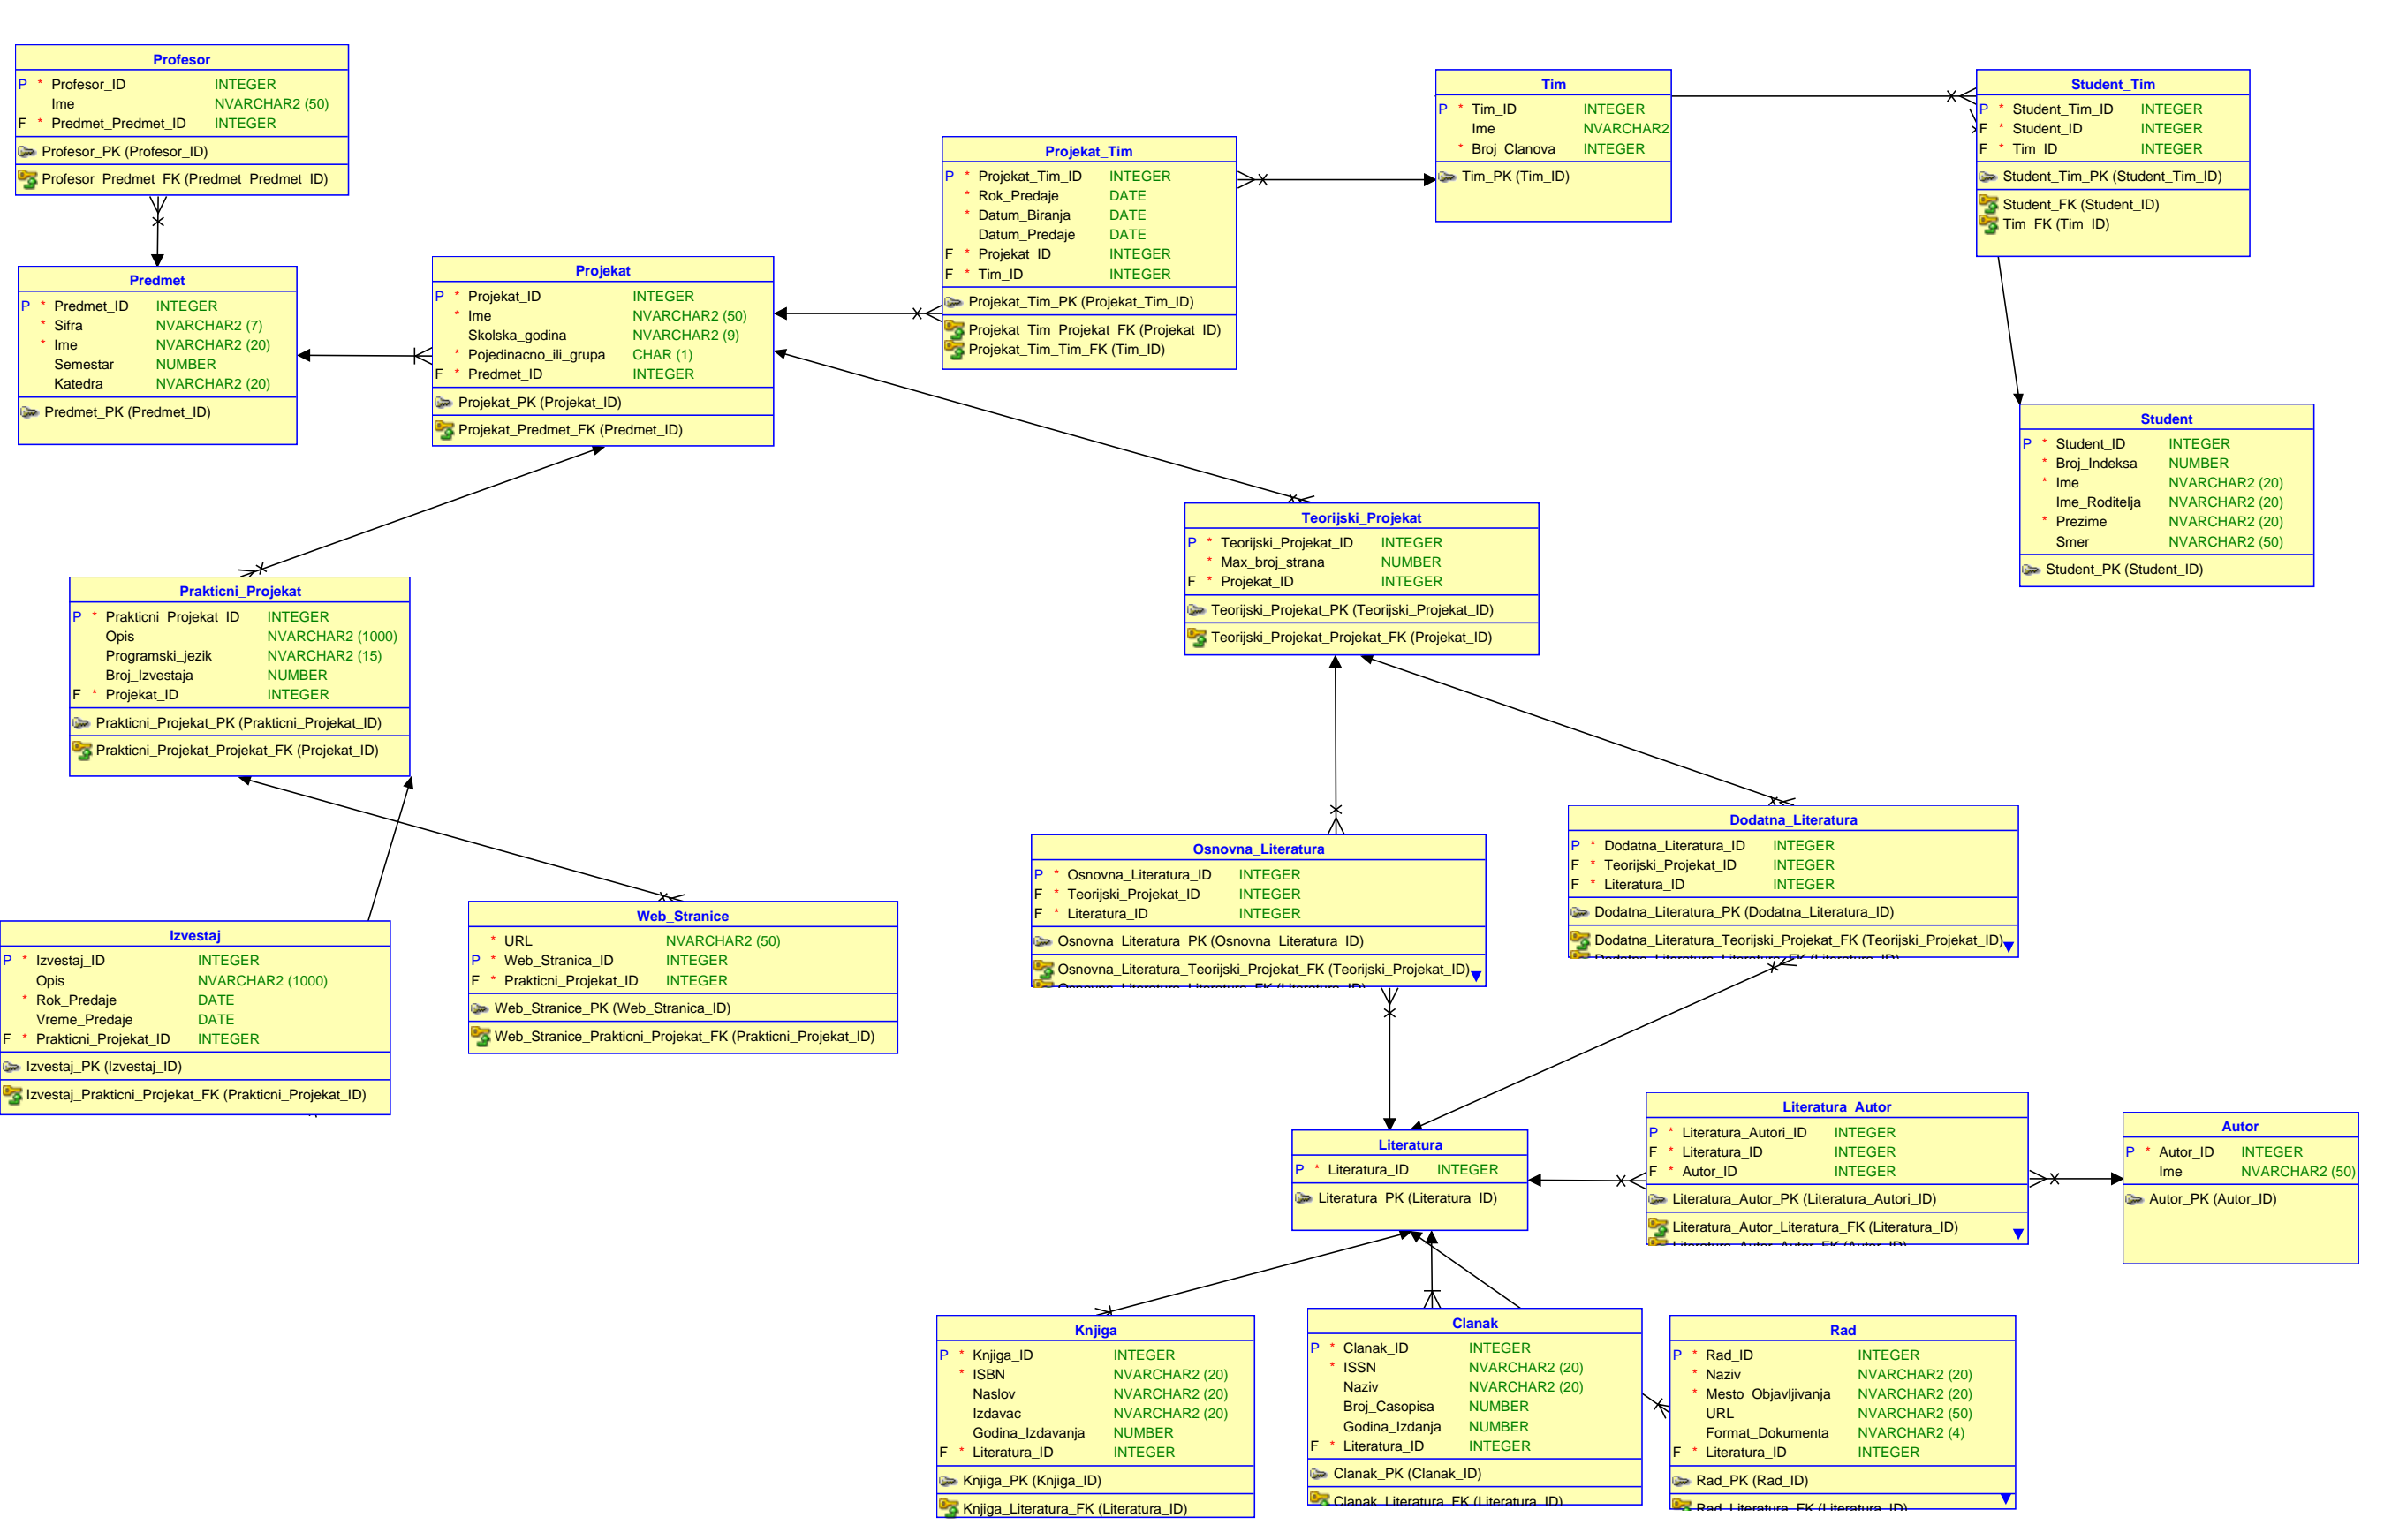 Profesor
P * Profesor_ID INTEGER
Ime NVARCHAR2 (50)
F * Predmet_Predmet_ID INTEGER
Profesor_PK (Profesor_ID)
Profesor_Predmet_FK (Predmet_Predmet_ID)
Predmet
P * Predmet_ID INTEGER
* Sifra NVARCHAR2 (7)
* Ime NVARCHAR2 (20)
Semestar NUMBER
Katedra NVARCHAR2 (20)
Predmet_PK (Predmet_ID)
Projekat
P * Projekat_ID INTEGER
* Ime NVARCHAR2 (50)
Skolska_godina NVARCHAR2 (9)
* Pojedinacno_ili_grupa CHAR (1)
F * Predmet_ID INTEGER
Projekat_PK (Projekat_ID)
Projekat_Predmet_FK (Predmet_ID)
Projekat_Tim
P * Projekat_Tim_ID INTEGER
* Rok_Predaje DATE
* Datum_Biranja DATE
Datum_Predaje DATE
F * Projekat_ID INTEGER
F * Tim_ID INTEGER
Projekat_Tim_PK (Projekat_Tim_ID)
Projekat_Tim_Projekat_FK (Projekat_ID)
Projekat_Tim_Tim_FK (Tim_ID)
Tim
P * Tim_ID INTEGER
Ime NVARCHAR2
* Broj_Clanova INTEGER
Tim_PK (Tim_ID)
Student_Tim
P * Student_Tim_ID INTEGER
F * Student_ID INTEGER
F * Tim_ID INTEGER
Student_Tim_PK (Student_Tim_ID)
Student_FK (Student_ID)
Tim_FK (Tim_ID)
Student
P * Student_ID INTEGER
* Broj_Indeksa NUMBER
* Ime NVARCHAR2 (20)
Ime_Roditelja NVARCHAR2 (20)
* Prezime NVARCHAR2 (20)
Smer NVARCHAR2 (50)
Student_PK (Student_ID)
Prakticni_Projekat
P * Prakticni_Projekat_ID INTEGER
Opis NVARCHAR2 (1000)
Programski_jezik NVARCHAR2 (15)
Broj_Izvestaja NUMBER
F * Projekat_ID INTEGER
Prakticni_Projekat_PK (Prakticni_Projekat_ID)
Prakticni_Projekat_Projekat_FK (Projekat_ID)
Teorijski_Projekat
P * Teorijski_Projekat_ID INTEGER
* Max_broj_strana NUMBER
F * Projekat_ID INTEGER
Teorijski_Projekat_PK (Teorijski_Projekat_ID)
Teorijski_Projekat_Projekat_FK (Projekat_ID)
Izvestaj
P * Izvestaj_ID INTEGER
Opis NVARCHAR2 (1000)
* Rok_Predaje DATE
Vreme_Predaje DATE
F * Prakticni_Projekat_ID INTEGER
Izvestaj_PK (Izvestaj_ID)
Izvestaj_Prakticni_Projekat_FK (Prakticni_Projekat_ID)
Web_Stranice
* URL NVARCHAR2 (50)
P * Web_Stranica_ID INTEGER
F * Prakticni_Projekat_ID INTEGER
Web_Stranice_PK (Web_Stranica_ID)
Web_Stranice_Prakticni_Projekat_FK (Prakticni_Projekat_ID)
Osnovna_Literatura
P * Osnovna_Literatura_ID INTEGER
F * Teorijski_Projekat_ID INTEGER
F * Literatura_ID INTEGER
Osnovna_Literatura_PK (Osnovna_Literatura_ID)
Osnovna_Literatura_Teorijski_Projekat_FK (Teorijski_Projekat_ID)
Osnovna_Literatura_Literatura_FK (Literatura_ID)
Dodatna_Literatura
P * Dodatna_Literatura_ID INTEGER
F * Teorijski_Projekat_ID INTEGER
F * Literatura_ID INTEGER
Dodatna_Literatura_PK (Dodatna_Literatura_ID)
Dodatna_Literatura_Teorijski_Projekat_FK (Teorijski_Projekat_ID)
Dodatna_Literatura_Literatura_FK (Literatura_ID)
Literatura
P * Literatura_ID INTEGER
Literatura_PK (Literatura_ID)
Literatura_Autor
P * Literatura_Autori_ID INTEGER
F * Literatura_ID INTEGER
F * Autor_ID INTEGER
Literatura_Autor_PK (Literatura_Autori_ID)
Literatura_Autor_Literatura_FK (Literatura_ID)
Literatura_Autor_Autor_FK (Autor_ID)
Autor
P * Autor_ID INTEGER
Ime NVARCHAR2 (50)
Autor_PK (Autor_ID)
Knjiga
P * Knjiga_ID INTEGER
* ISBN NVARCHAR2 (20)
Naslov NVARCHAR2 (20)
Izdavac NVARCHAR2 (20)
Godina_Izdavanja NUMBER
F * Literatura_ID INTEGER
Knjiga_PK (Knjiga_ID)
Knjiga_Literatura_FK (Literatura_ID)
Clanak
P * Clanak_ID INTEGER
* ISSN NVARCHAR2 (20)
Naziv NVARCHAR2 (20)
Broj_Casopisa NUMBER
Godina_Izdanja NUMBER
F * Literatura_ID INTEGER
Clanak_PK (Clanak_ID)
Clanak_Literatura_FK (Literatura_ID)
Rad
P * Rad_ID INTEGER
* Naziv NVARCHAR2 (20)
* Mesto_Objavljivanja NVARCHAR2 (20)
URL NVARCHAR2 (50)
Format_Dokumenta NVARCHAR2 (4)
F * Literatura_ID INTEGER
Rad_PK (Rad_ID)
Rad_Literatura_FK (Literatura_ID)